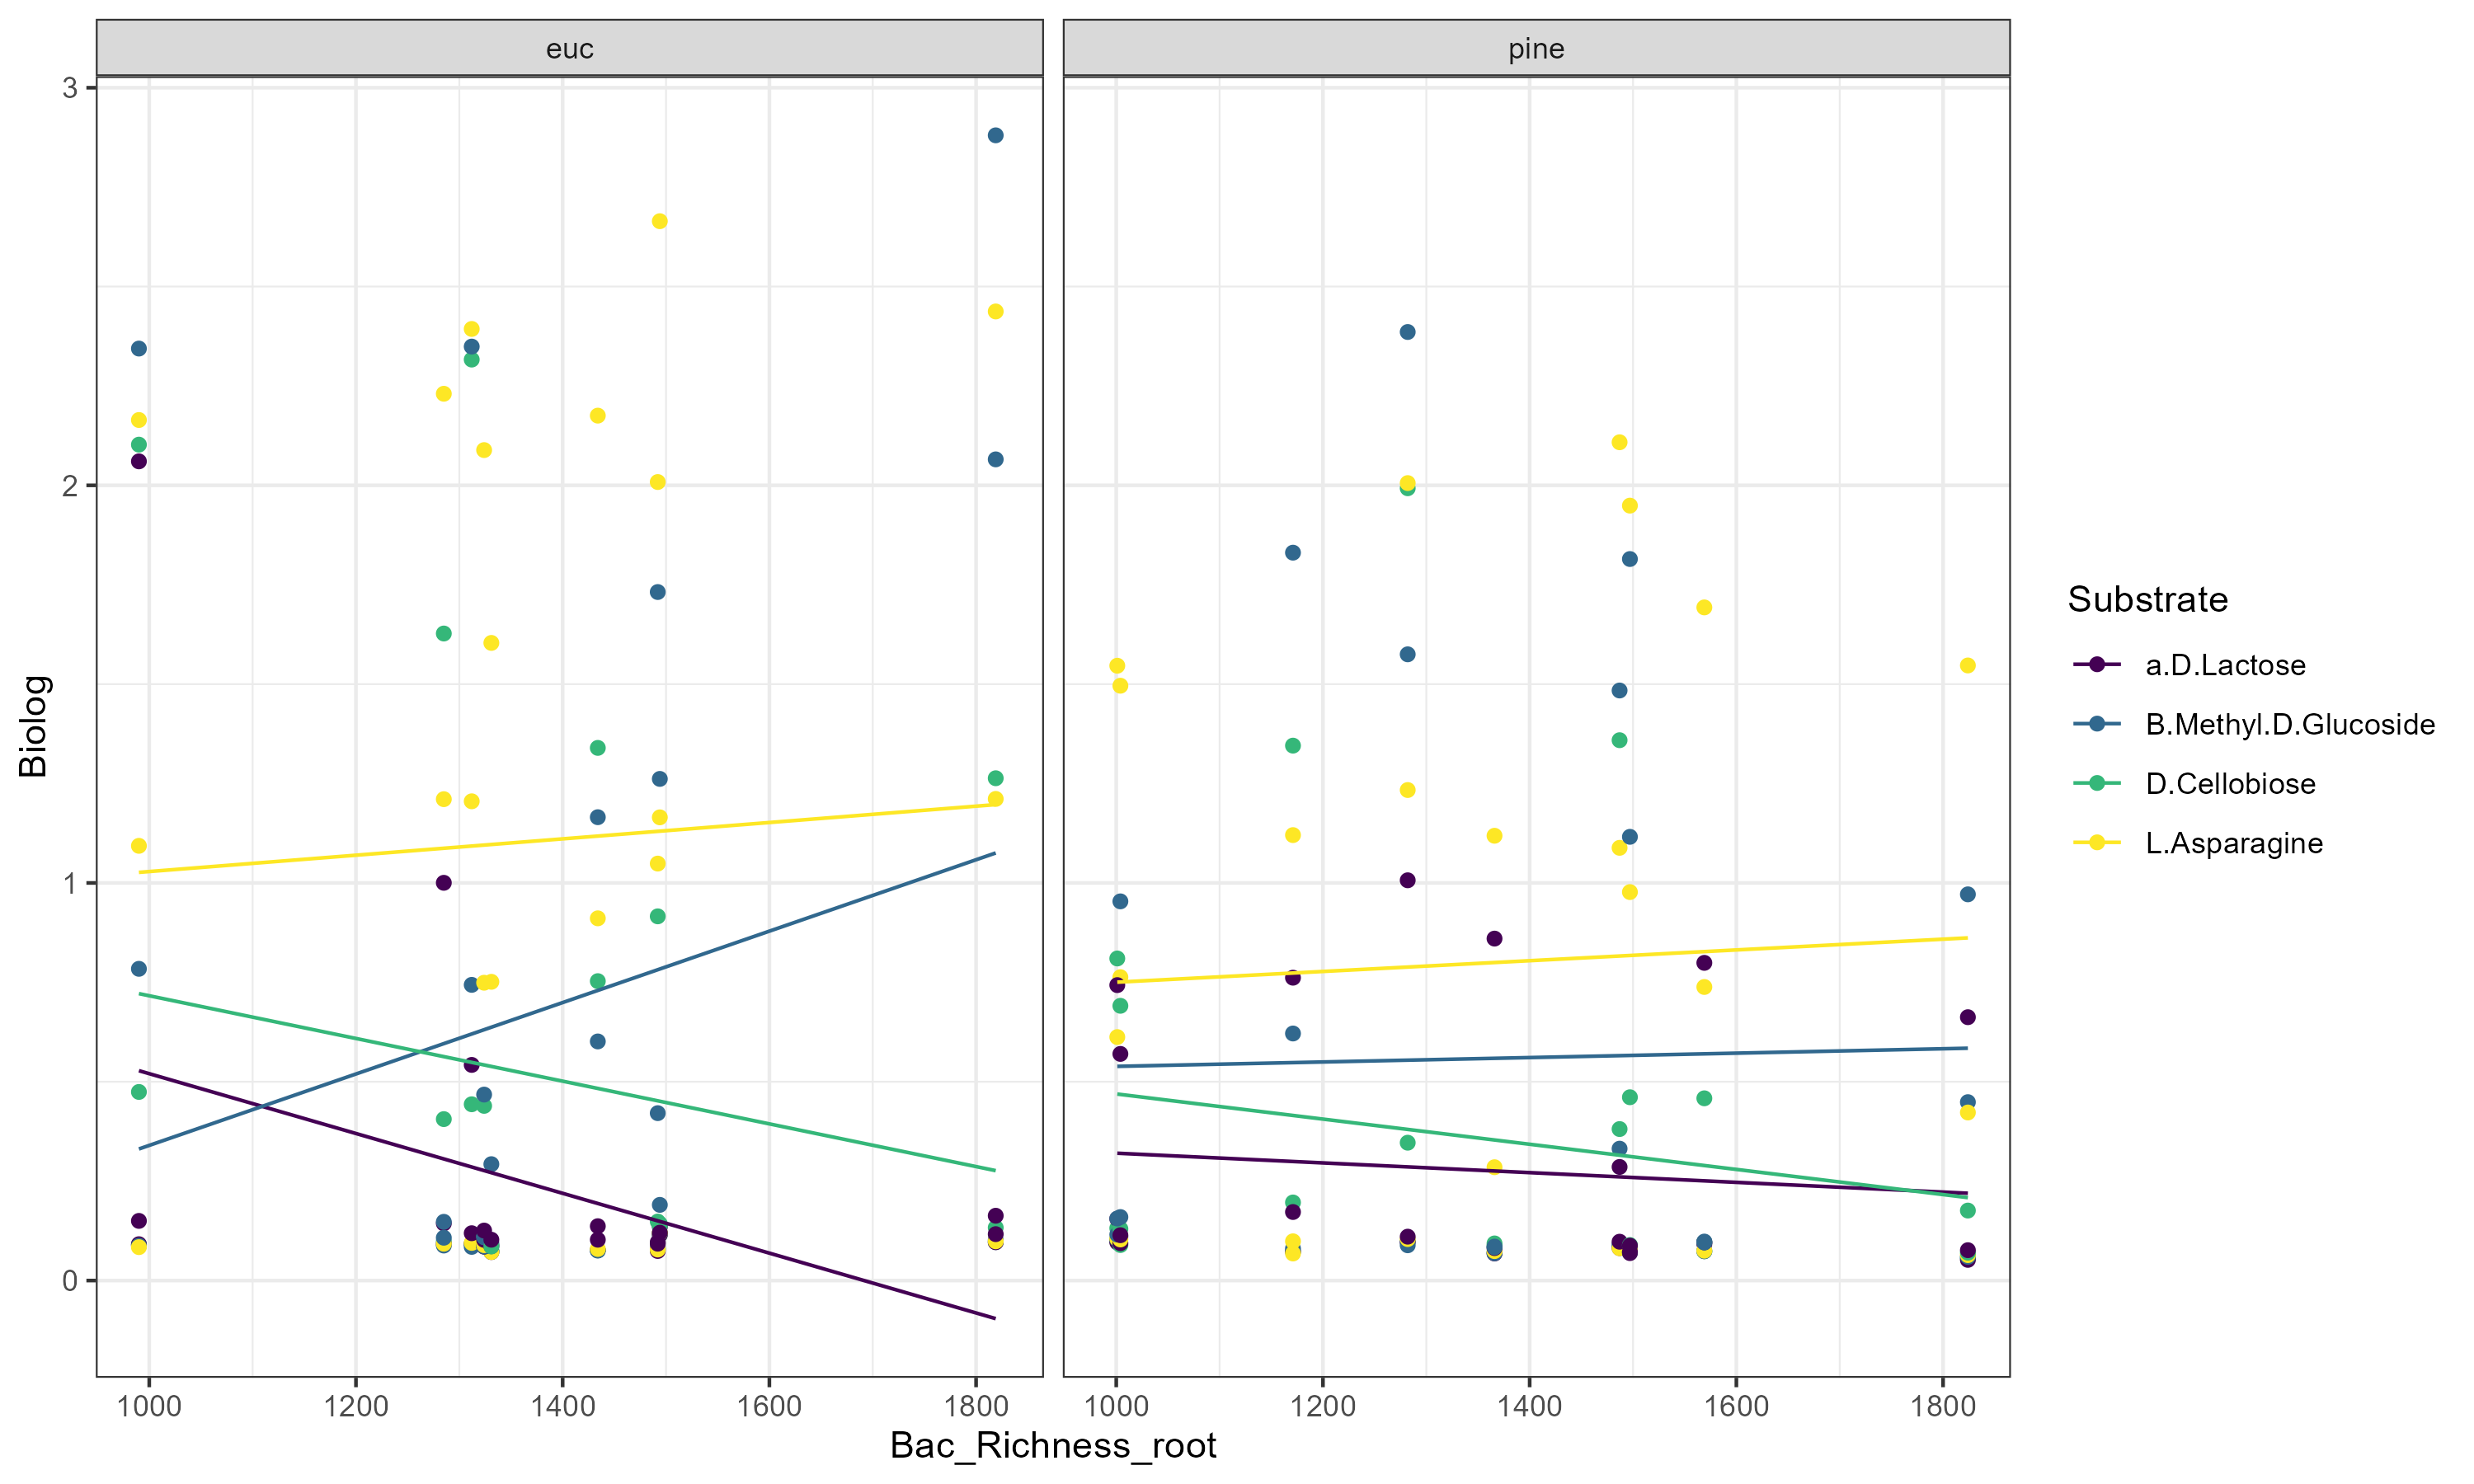 euc
pine
3
2
1
0
Biolog
1000 1200 1400 1600 1800
1000 1200 1400 1600 1800
Bac_Richness_root
Substrate
a.D.Lactose
B.Methyl.D.Glucoside
D.Cellobiose
L.Asparagine